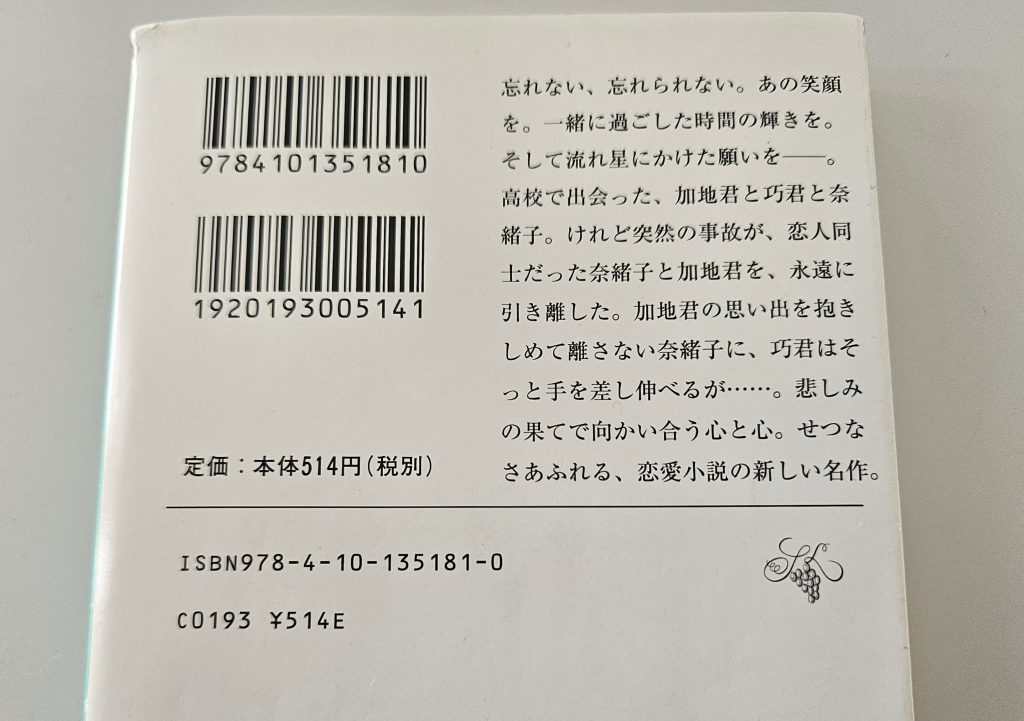 9784101351810
1920193005141
定価：本体514円(税別)
忘れない、忘れられない。あの笑顔
を。一緒に過ごした時間の輝きを。
そして流れ星にかけた願いを——。
高校で出会った、加地君と巧君と奈
緒子。けれど突然の事故が、恋人同
士だった奈緒子と加地君を、永遠に
引き離した。加地君の思い出を抱き
しめて離さない奈緒子に、巧君はそ
っと手を差し伸べるが……。悲しみ
の果てで向かい合う心と心。せつな
さあふれる、恋愛小説の新しい名作。
ISBN978-4-10-135181-0
C0193 ¥514E